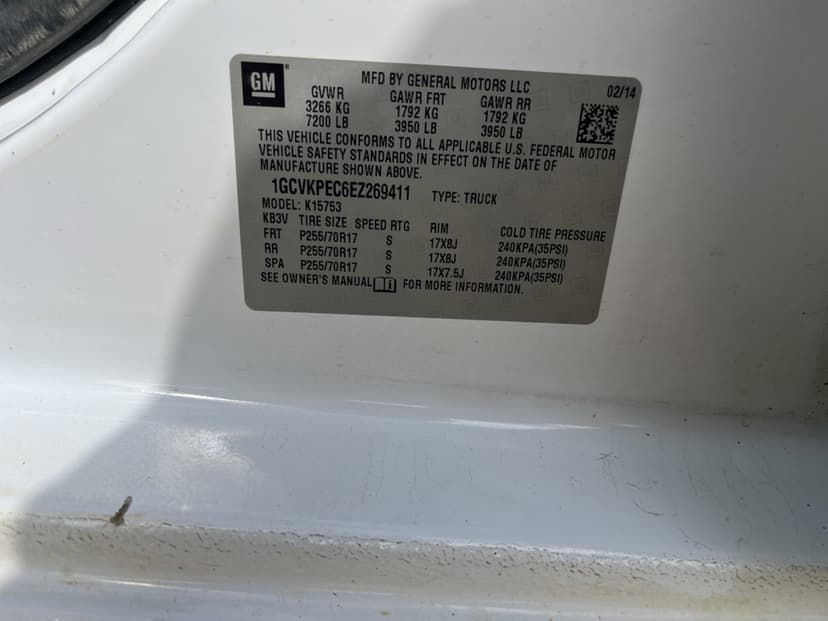 GM®
MFD BY GENERAL MOTORS LLC 02/14
GVWR GAWR FRT GAWR RR
3266 KG 1792 KG 1792 KG
7200 LB 3950 LB 3950 LB
THIS VEHICLE CONFORMS TO ALL APPLICABLE U.S. FEDERAL MOTOR
VEHICLE SAFETY STANDARDS IN EFFECT ON THE DATE OF
MANUFACTURE SHOWN ABOVE.
1GCVKPEC6EZ269411 TYPE: TRUCK
MODEL: K15753
KB3V TIRE SIZE SPEED RTG RIM COLD TIRE PRESSURE
FRT P255/70R17 S 17X8J 240KPA(35PSI)
RR P255/70R17 S 17X8J 240KPA(35PSI)
SPA P255/70R17 S 17X7.5J 240KPA(35PSI)
SEE OWNER'S MANUAL i FOR MORE INFORMATION.